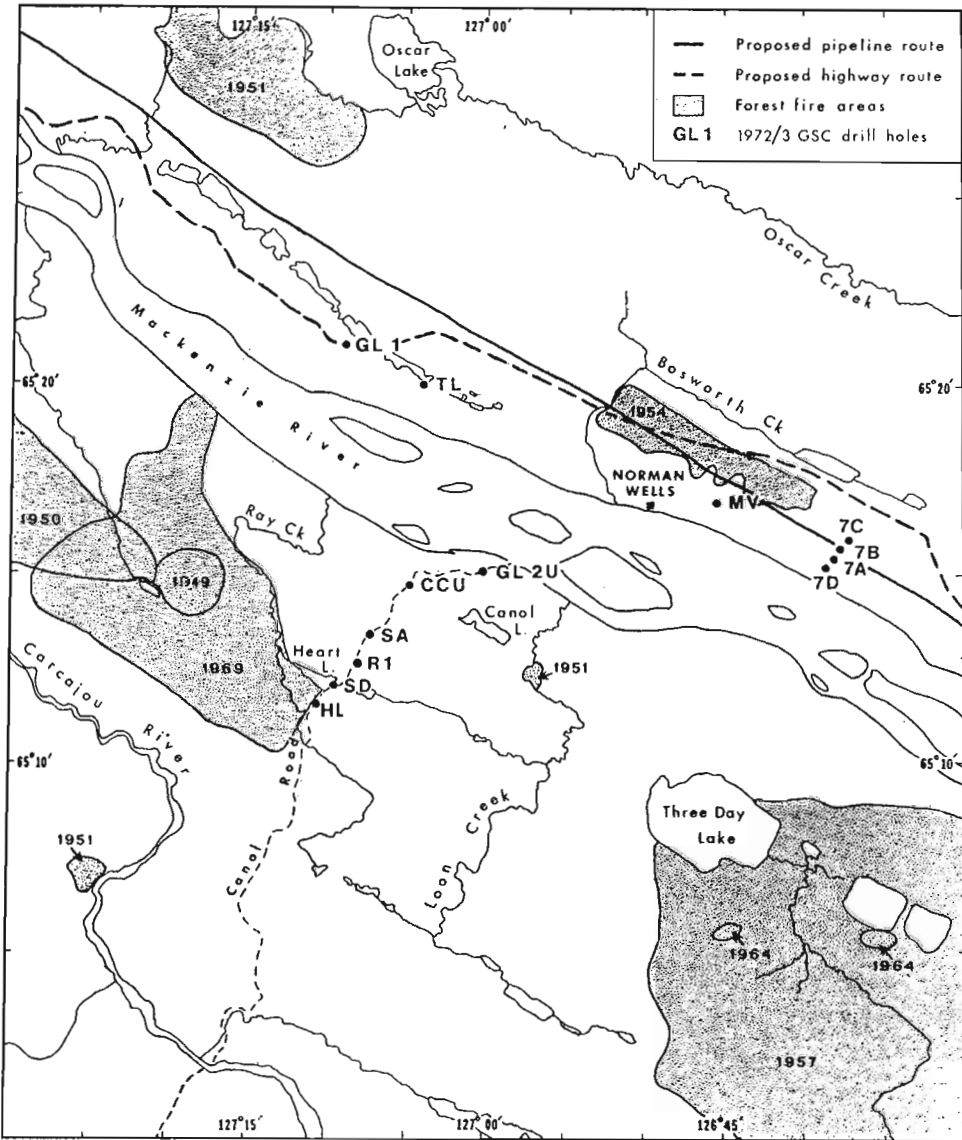 127°15'
127°00'
Oscar
Lake
1951
Proposed pipeline route
Proposed highway route
Forest fire areas
GL 1 1972/3 GSC drill holes
Oscar Creek
Mackenzie River
GL 1
TL
65°20'
65°20'
Bosworth Ck
1954
NORMAN
WELLS
MV
7C
7B
7A
7D
1950
Ray Ck
1949
GL 2U
CCU
Canol
L.
SA
R1
Heart
L.
SD
HL
1951
1969
Carcajou River
65°10'
65°10'
Canol Road
Loon Creek
Three Day
Lake
1951
1964
1964
1957
127°15'
127°00'
126°45'